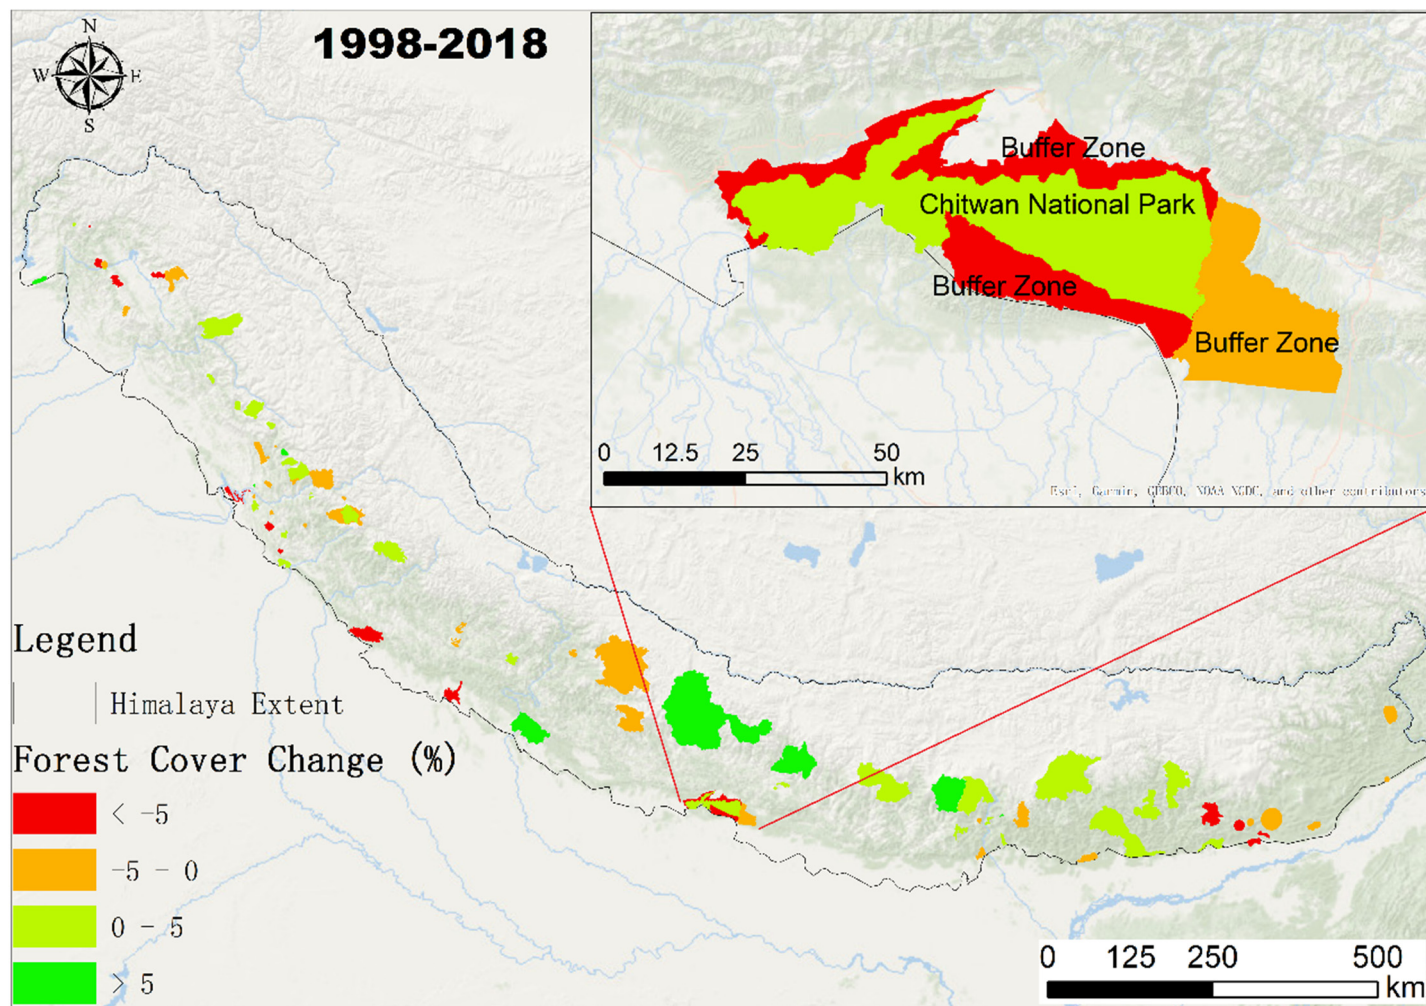 N
W E
S
1998-2018
Buffer Zone
Chitwan National Park
Buffer Zone
Buffer Zone
0 12.5 25 50
km
Esri, Garmin, GEBCO, NOAA NGDC, and other contributors
Legend
Himalaya Extent
Forest Cover Change (%)
< -5
-5 - 0
0 - 5
> 5
0 125 250 500
km